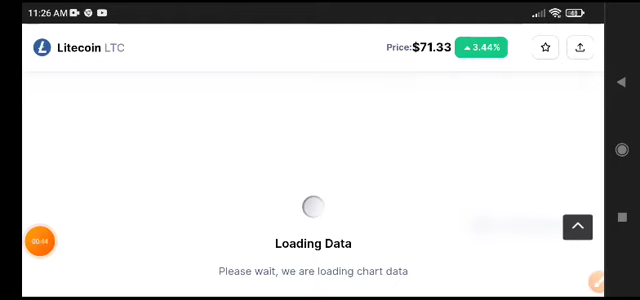 11:26 AM
Litecoin LTC
Price:$71.33
3.44%
00:44
Loading Data
Please wait, we are loading chart data